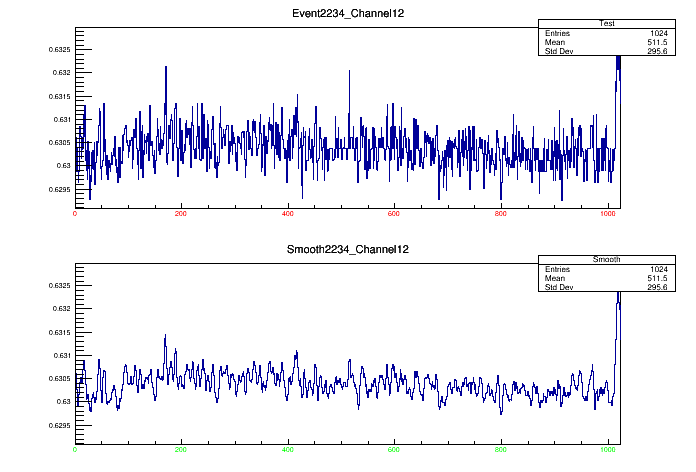 Event2234_Channel12
Test
Entries 1024
Mean 511.5
Std Dev 295.6
0.6325
0.632
0.6315
0.631
0.6305
0.63
0.6295
0 200 400 600 800 1000
Smooth2234_Channel12
Smooth
Entries 1024
Mean 511.5
Std Dev 295.6
0.6325
0.632
0.6315
0.631
0.6305
0.63
0.6295
0 200 400 600 800 1000